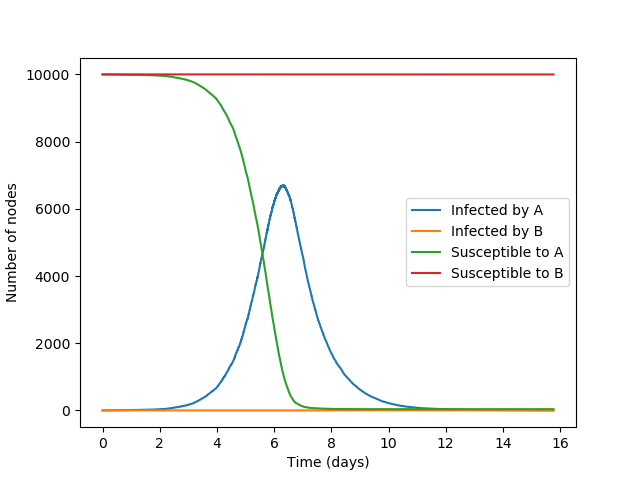 10000
8000
6000
4000
2000
0
Number of nodes
Infected by A
Infected by B
Susceptible to A
Susceptible to B
0 2 4 6 8 10 12 14 16
Time (days)